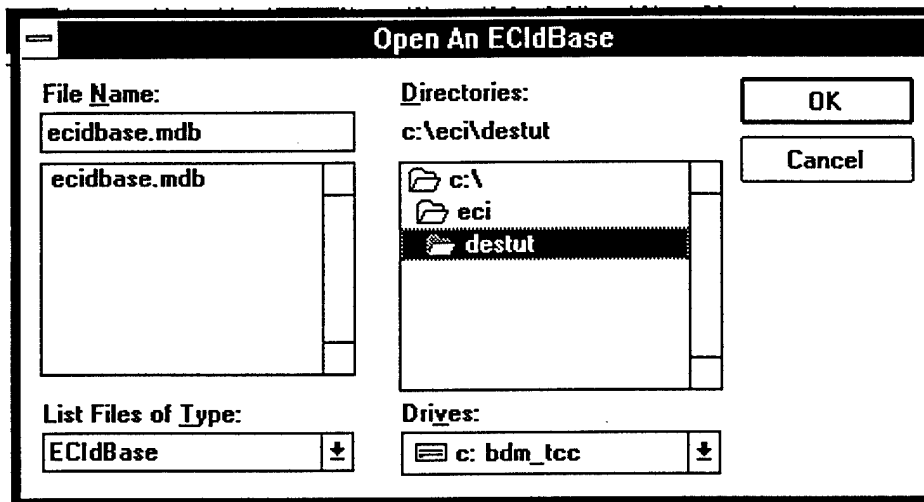 Open An ECIdBase
File Name:
ecidbase.mdb
ecidbase.mdb
List Files of Type:
ECIdBase
Directories:
c:\eci\destut
c:\
eci
destut
Drives:
c: bdm_tcc
OK
Cancel